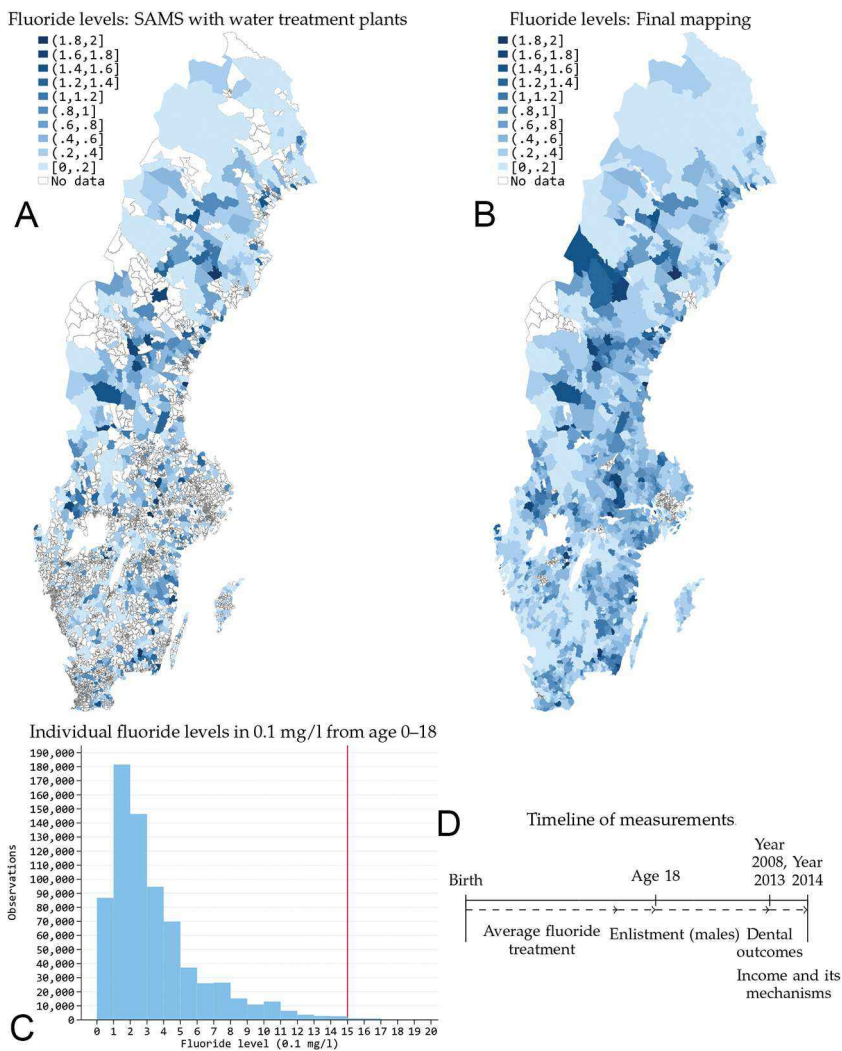 Fluoride levels: SAMS with water treatment plants
(1.8,2]
(1.6,1.8]
(1.4,1.6]
(1.2,1.4]
(1,1.2]
(.8,1]
(.6,.8]
(.4,.6]
(.2,.4]
[0,.2]
No data
A
Fluoride levels: Final mapping
(1.8,2]
(1.6,1.8]
(1.4,1.6]
(1.2,1.4]
(1,1.2]
(.8,1]
(.6,.8]
(.4,.6]
(.2,.4]
[0,.2]
No data
B
Individual fluoride levels in 0.1 mg/l from age 0–18
190,000
180,000
170,000
160,000
150,000
140,000
130,000
120,000
110,000
100,000
90,000
80,000
70,000
60,000
50,000
40,000
30,000
20,000
10,000
0
Observations
0 1 2 3 4 5 6 7 8 9 10 11 12 13 14 15 16 17 18 19 20
Fluoride level (0.1 mg/l)
C
D
Timeline of measurements
Birth
Age 18
Year
2008,
2013
Year
2014
Average fluoride
treatment
Enlistment (males)
Dental
outcomes
Income and its
mechanisms